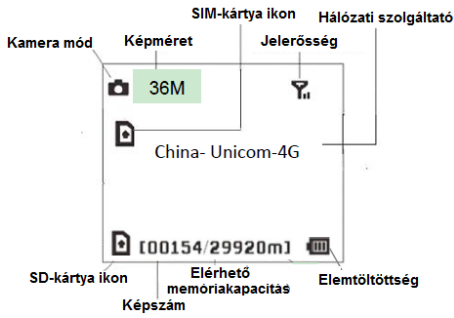 SIM-kártya ikon
Hálózati szolgáltató
Kamera mód
Képméret
Jelerősség
36M
China- Unicom-4G
[00154/29920m]
SD-kártya ikon
Elérhető
memóriakapacitás
Elemtöltöttség
Képszám